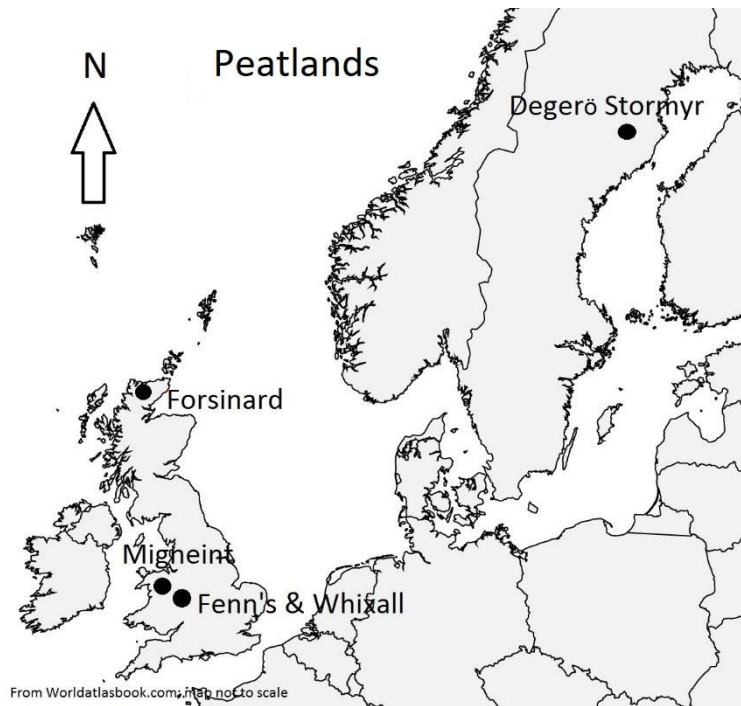 Peatlands
N
Degerö Stormyr
Forsinard
Migneint
Fenn's & Whixall
From Worldatlasbook.com: map not to scale